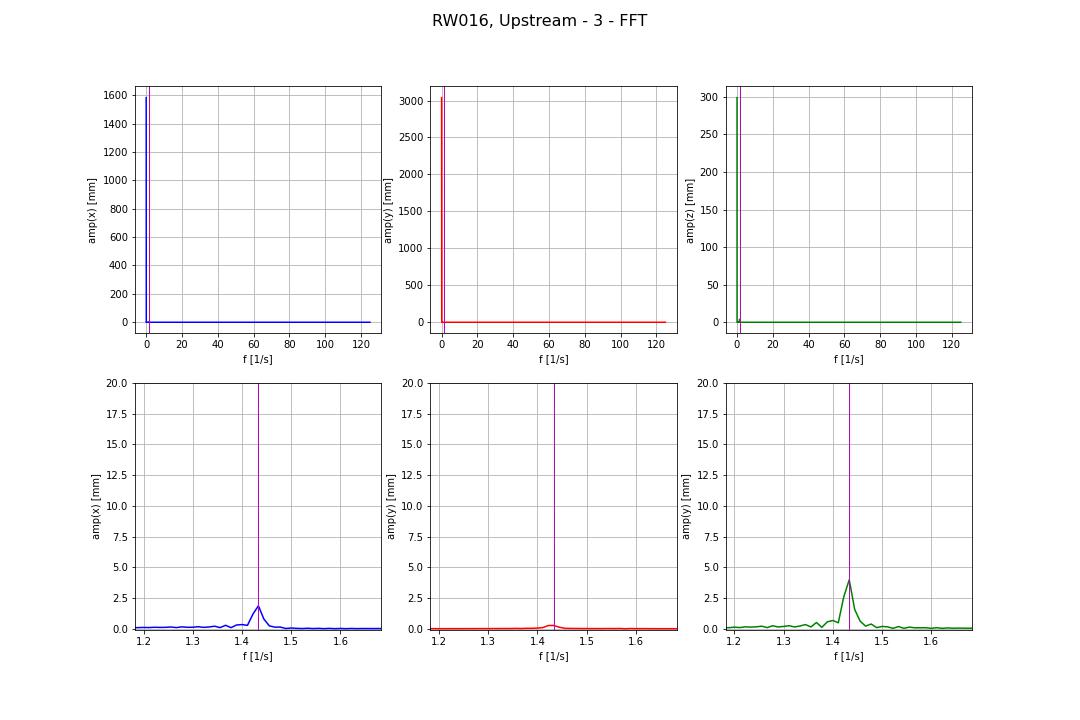 RW016, Upstream - 3 - FFT
1600
1400
1200
1000
800
600
400
200
0
amp(x) [mm]
0 20 40 60 80 100 120
f [1/s]
3000
2500
2000
1500
1000
500
0
amp(y) [mm]
0 20 40 60 80 100 120
f [1/s]
300
250
200
150
100
50
0
amp(z) [mm]
0 20 40 60 80 100 120
f [1/s]
20.0
17.5
15.0
12.5
10.0
7.5
5.0
2.5
0.0
amp(x) [mm]
1.2 1.3 1.4 1.5 1.6
f [1/s]
20.0
17.5
15.0
12.5
10.0
7.5
5.0
2.5
0.0
amp(y) [mm]
1.2 1.3 1.4 1.5 1.6
f [1/s]
20.0
17.5
15.0
12.5
10.0
7.5
5.0
2.5
0.0
amp(y) [mm]
1.2 1.3 1.4 1.5 1.6
f [1/s]